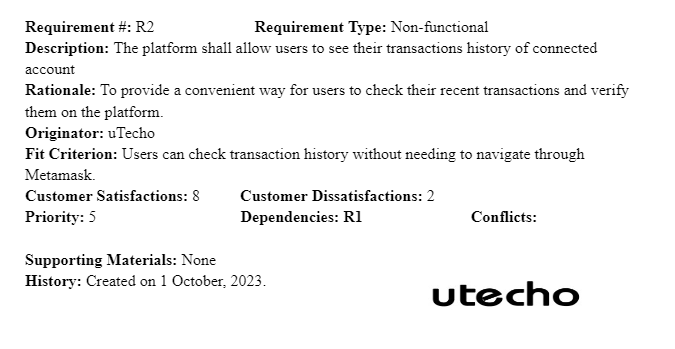 Requirement #: R2 Requirement Type: Non-functional
Description: The platform shall allow users to see their transactions history of connected
account
Rationale: To provide a convenient way for users to check their recent transactions and verify
them on the platform.
Originator: uTecho
Fit Criterion: Users can check transaction history without needing to navigate through
Metamask.
Customer Satisfactions: 8 Customer Dissatisfactions: 2
Priority: 5 Dependencies: R1 Conflicts:
Supporting Materials: None
History: Created on 1 October, 2023.
utecho